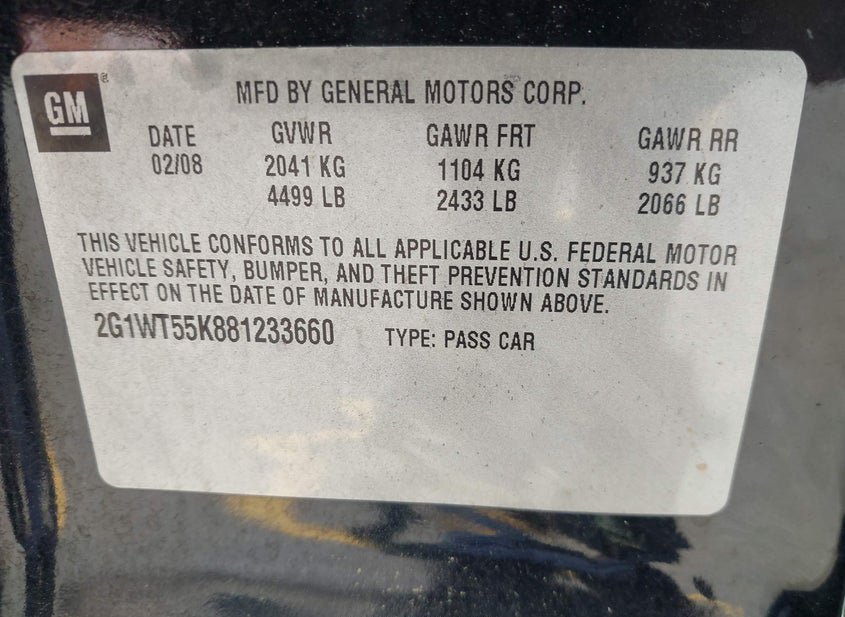 GM ®
MFD BY GENERAL MOTORS CORP.
DATE GVWR GAWR FRT GAWR RR
02/08 2041 KG 1104 KG 937 KG
4499 LB 2433 LB 2066 LB
THIS VEHICLE CONFORMS TO ALL APPLICABLE U.S. FEDERAL MOTOR
VEHICLE SAFETY, BUMPER, AND THEFT PREVENTION STANDARDS IN
EFFECT ON THE DATE OF MANUFACTURE SHOWN ABOVE.
2G1WT55K881233660 TYPE: PASS CAR